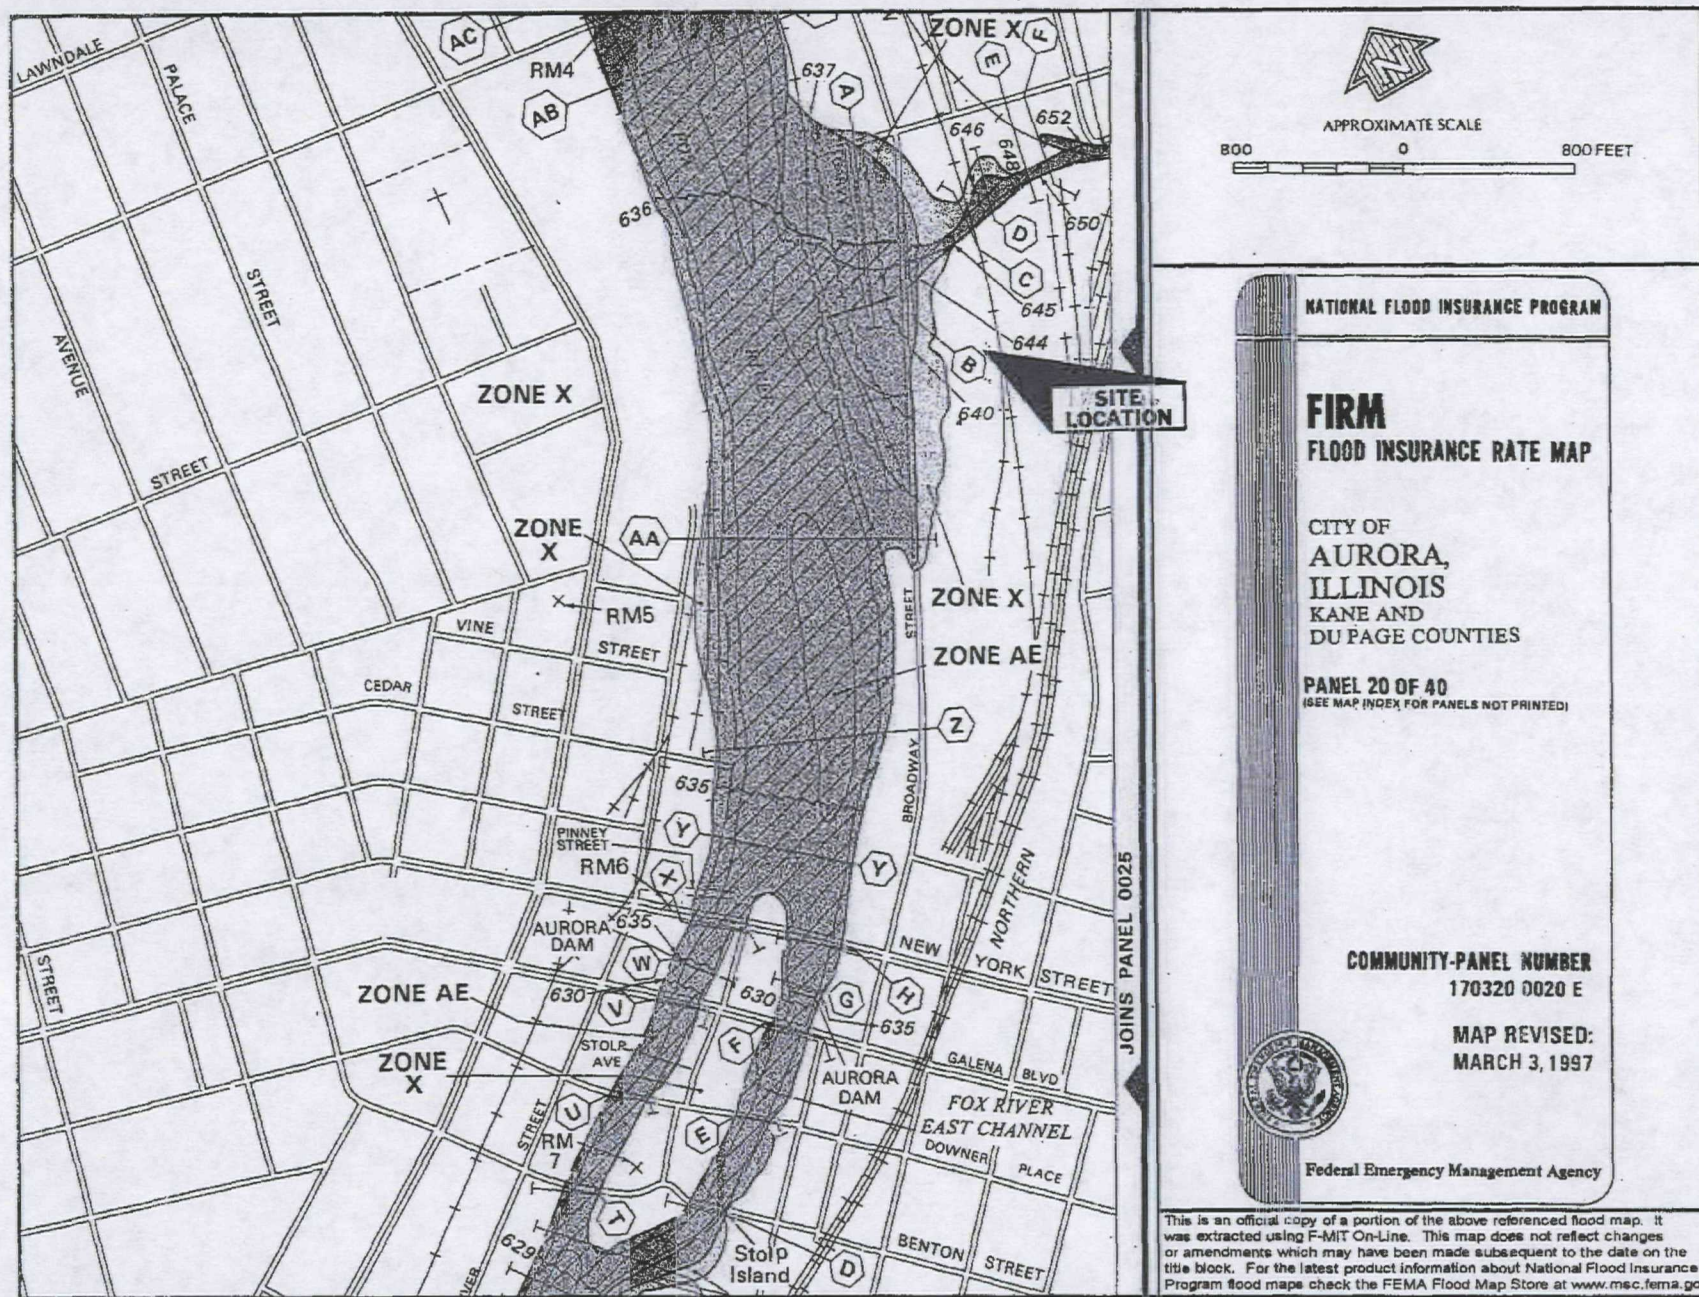 LAWNDALE
PALACE
STREET
AVENUE
STREET
AC
RM4
AB
637
A
ZONE X
E
F
646
648
652
636
D
650
C
645
644
B
640
SITE
LOCATION
ZONE X
ZONE
X
AA
RM5
VINE
STREET
CEDAR
STREET
STREET
BROADWAY
ZONE X
ZONE AE
Z
635
PINNEY
STREET
Y
Y
RM6
X
AURORA
DAM
635
W
630
V
630
STREET
ZONE AE
ZONE
X
STOLP
AVE
F
G
H
635
NEW
YORK
STREET
NORTHERN
GALENA
BLVD
AURORA
DAM
FOX RIVER
EAST CHANNEL
DOWNER
PLACE
U
STREET
RM
7
E
T
629
Stolp
Island
D
BENTON
STREET
JOINS PANEL 0025
N
APPROXIMATE SCALE
800 0 800 FEET
NATIONAL FLOOD INSURANCE PROGRAM
FIRM
FLOOD INSURANCE RATE MAP
CITY OF
AURORA,
ILLINOIS
KANE AND
DU PAGE COUNTIES
PANEL 20 OF 40
(SEE MAP INDEX FOR PANELS NOT PRINTED)
COMMUNITY-PANEL NUMBER
170320 0020 E
MAP REVISED:
MARCH 3, 1997
Federal Emergency Management Agency
This is an official copy of a portion of the above referenced flood map. It
was extracted using F-MIT On-Line. This map does not reflect changes
or amendments which may have been made subsequent to the date on the
title block. For the latest product information about National Flood Insurance
Program flood maps check the FEMA Flood Map Store at www.msc.fema.go